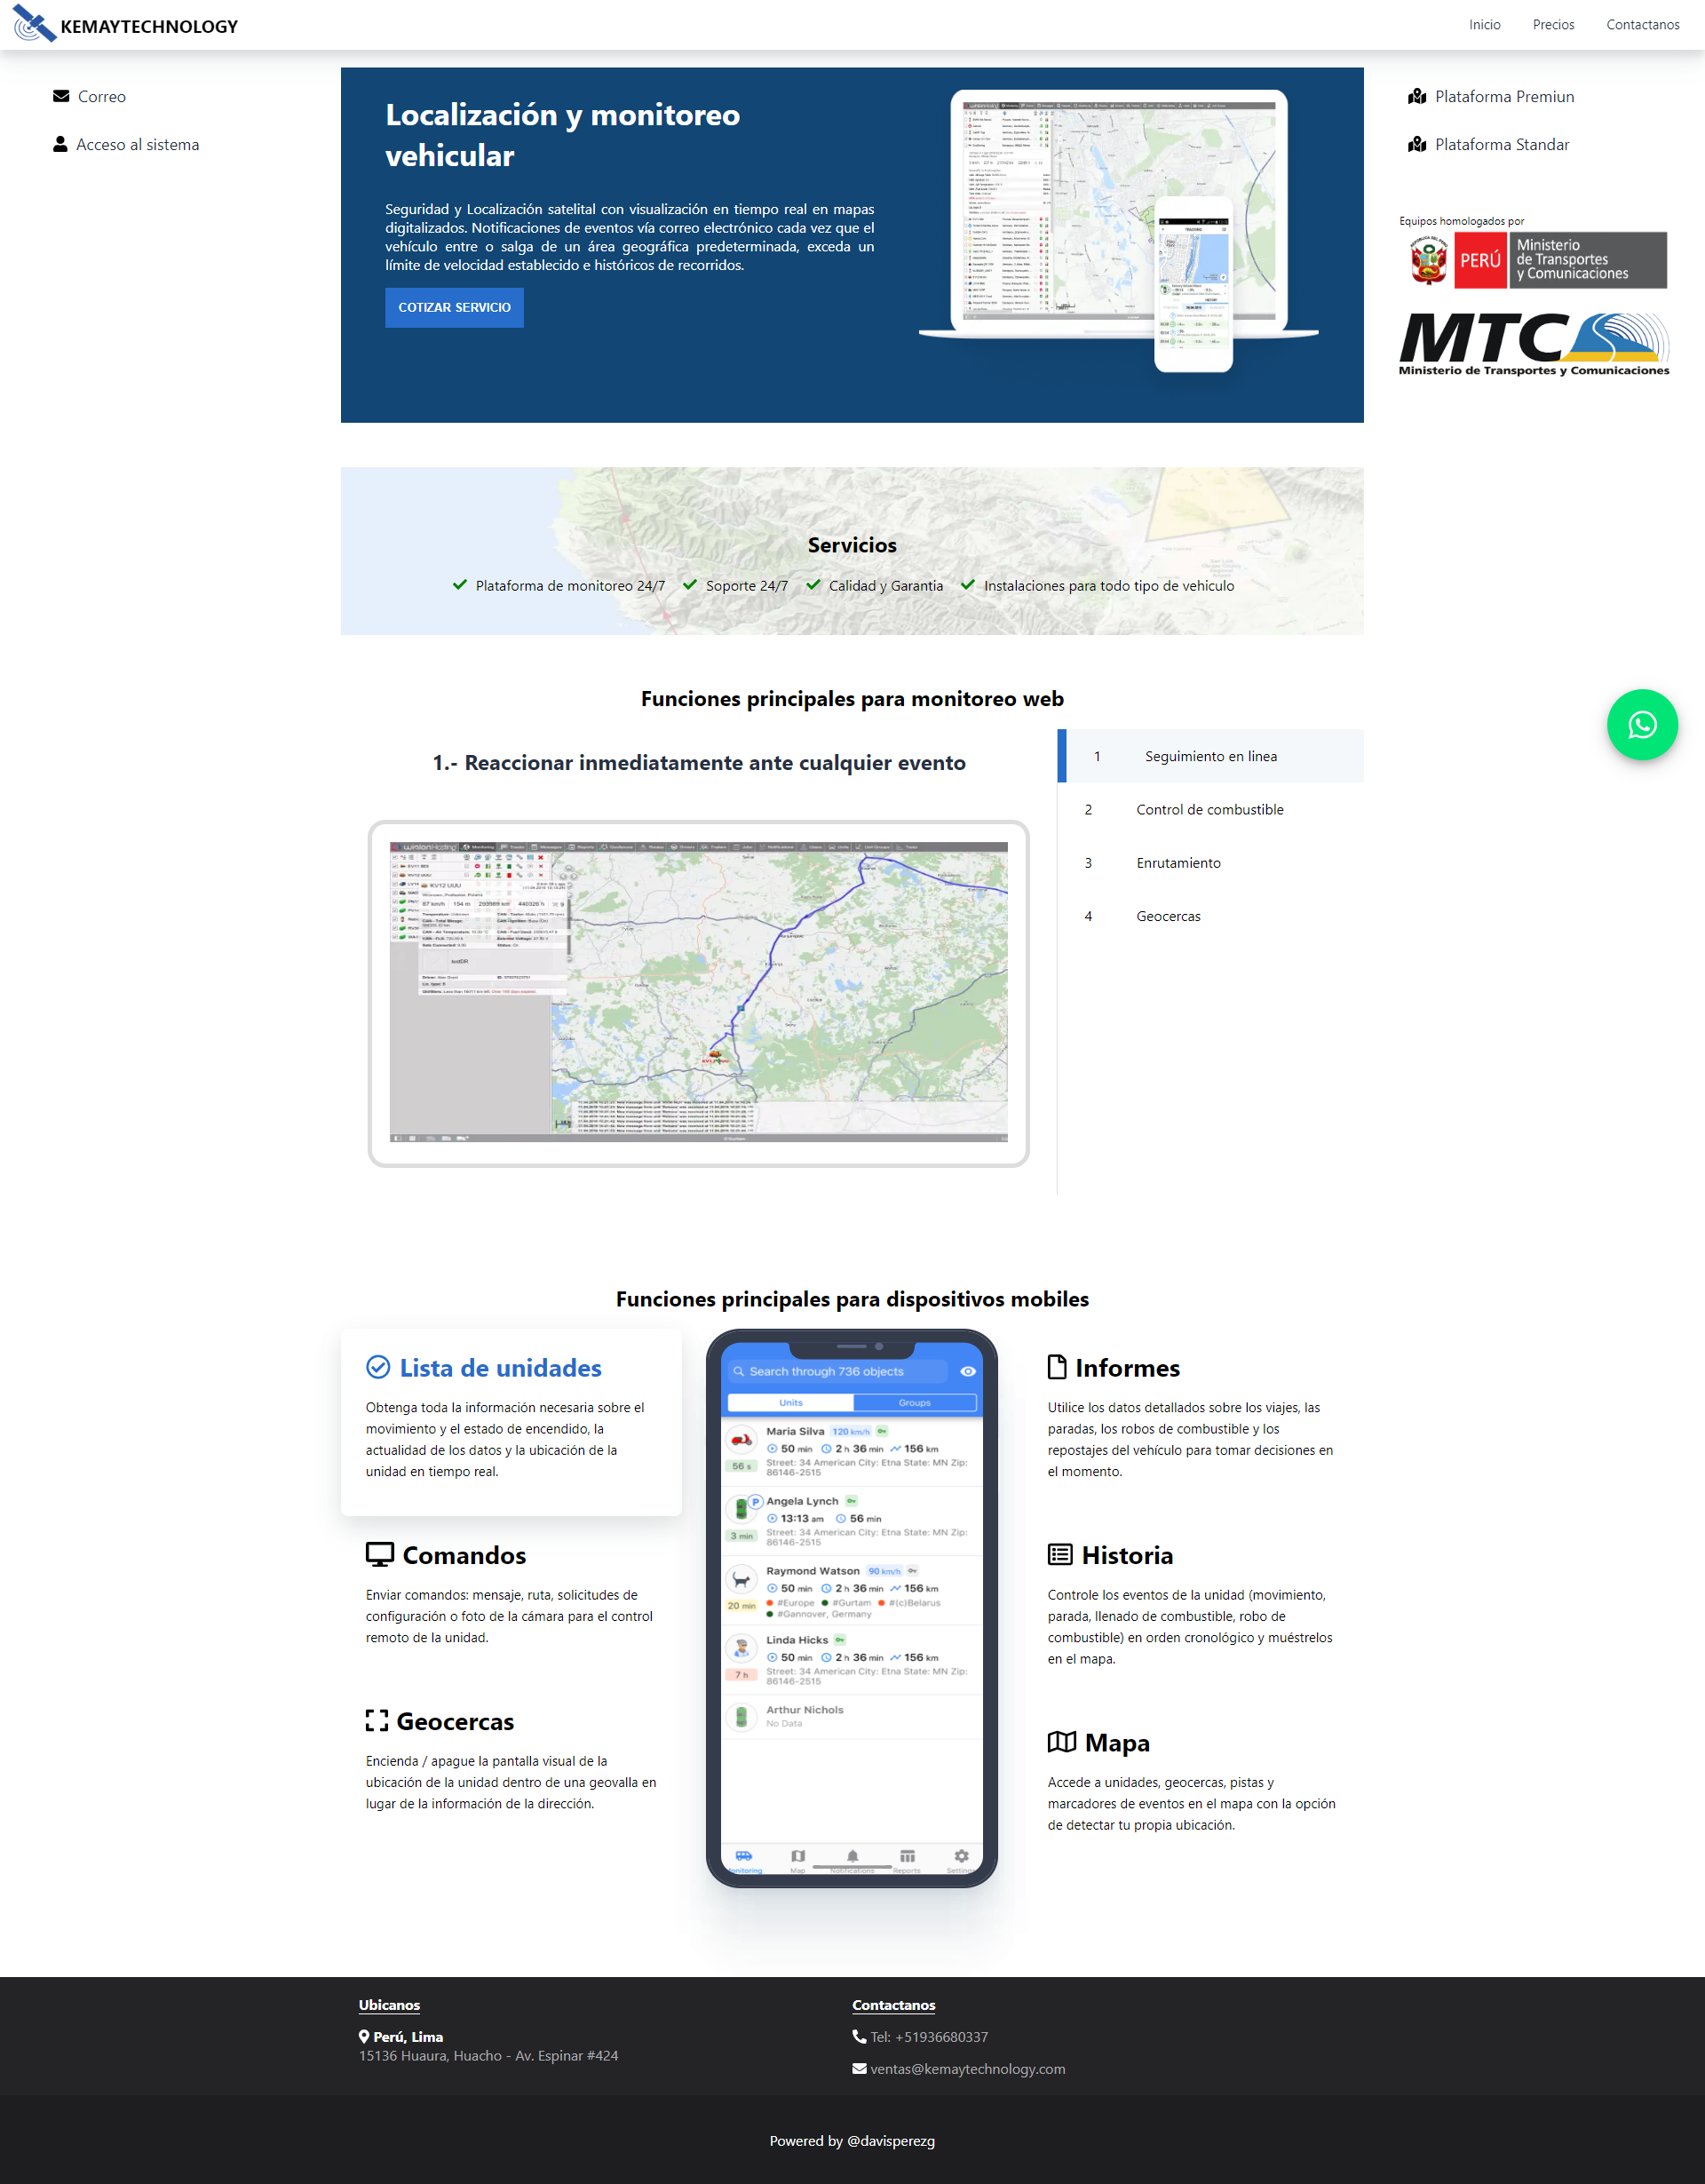 KEMAYTECHNOLOGY
Inicio
Precios
Contactanos
Correo
Acceso al sistema
Localización y monitoreo
vehicular
Seguridad y Localización satelital con visualización en tiempo real en mapas
digitalizados. Notificaciones de eventos vía correo electrónico cada vez que el
vehículo entre o salga de un área geográfica predeterminada, exceda un
límite de velocidad establecido e históricos de recorridos.
COTIZAR SERVICIO
TRACKING
Plataforma Premiun
Plataforma Standar
Equipos homologados por
PERÚ
Ministerio
de Transportes
y Comunicaciones
MTC
Ministerio de Transportes y Comunicaciones
Servicios
Plataforma de monitoreo 24/7
Soporte 24/7
Calidad y Garantia
Instalaciones para todo tipo de vehiculo
Funciones principales para monitoreo web
1.- Reaccionar inmediatamente ante cualquier evento
1 Seguimiento en linea
2 Control de combustible
3 Enrutamiento
4 Geocercas
Funciones principales para dispositivos mobiles
Lista de unidades
Obtenga toda la información necesaria sobre el
movimiento y el estado de encendido, la
actualidad de los datos y la ubicación de la
unidad en tiempo real.
Comandos
Enviar comandos: mensaje, ruta, solicitudes de
configuración o foto de la cámara para el control
remoto de la unidad.
Geocercas
Encienda / apague la pantalla visual de la
ubicación de la unidad dentro de una geovalla en
lugar de la información de la dirección.
Search through 736 objects
Units
Groups
Maria Silva 120 km/h
50 min 2 h 36 min 156 km
56 s
Street: 34 American City: Etna State: MN Zip:
86146-2515
P
Angela Lynch
13:13 am 56 min
3 min
Street: 34 American City: Etna State: MN Zip:
86146-2515
Raymond Watson 90 km/h
50 min 2 h 36 min 156 km
20 min
#Europe #Gurtam #(c)Belarus
#Gannover, Germany
Linda Hicks
50 min 2 h 36 min 156 km
7 h
Street: 34 American City: Etna State: MN Zip:
86146-2515
Arthur Nichols
No Data
onitoring
Map
Notifications
Reports
Settings
Informes
Utilice los datos detallados sobre los viajes, las
paradas, los robos de combustible y los
repostajes del vehículo para tomar decisiones en
el momento.
Historia
Controle los eventos de la unidad (movimiento,
parada, llenado de combustible, robo de
combustible) en orden cronológico y muéstrelos
en el mapa.
Mapa
Accede a unidades, geocercas, pistas y
marcadores de eventos en el mapa con la opción
de detectar tu propia ubicación.
Ubicanos
Perú, Lima
15136 Huaura, Huacho - Av. Espinar #424
Contactanos
Tel: +51936680337
ventas@kemaytechnology.com
Powered by @davisperezg